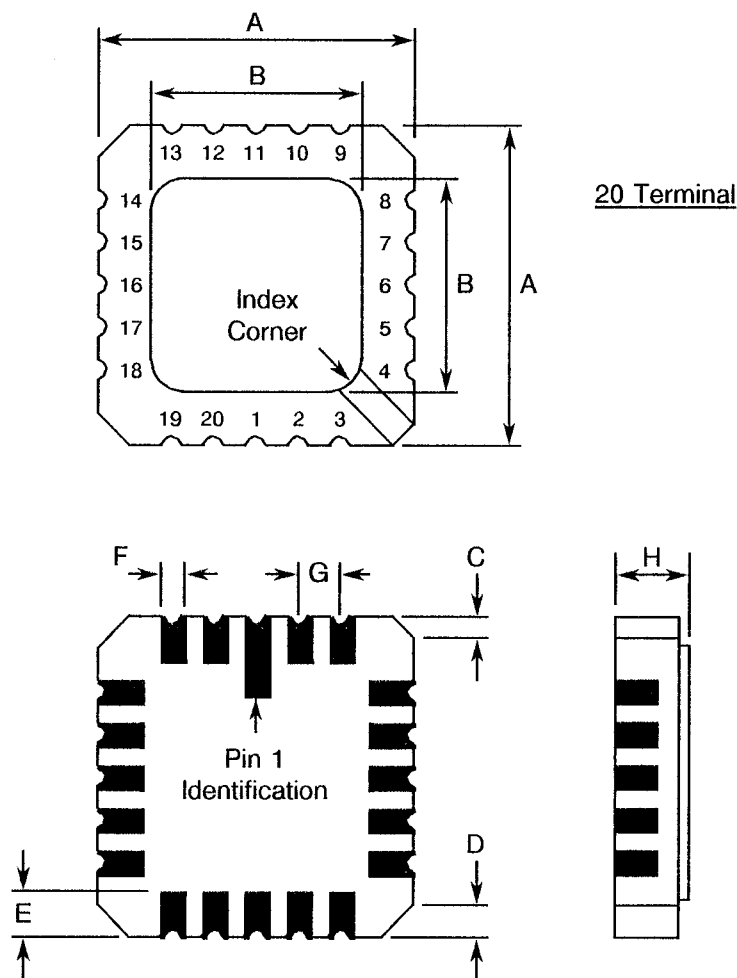 A
B
13 12 11 10 9
14 8
20 Terminal
15 7
16 6
B A
Index
Corner
17 5
18 4
19 20 1 2 3
F G C H
Pin 1
Identification
D
E